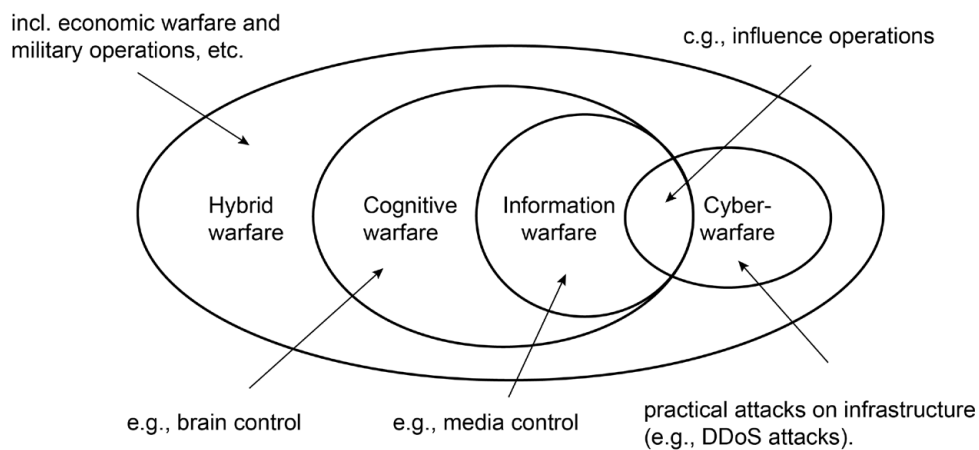 incl. economic warfare and
military operations, etc.
c.g., influence operations
Hybrid
warfare
Cognitive
warfare
Information
warfare
Cyber-
warfare
e.g., brain control
e.g., media control
practical attacks on infrastructure
(e.g., DDoS attacks).